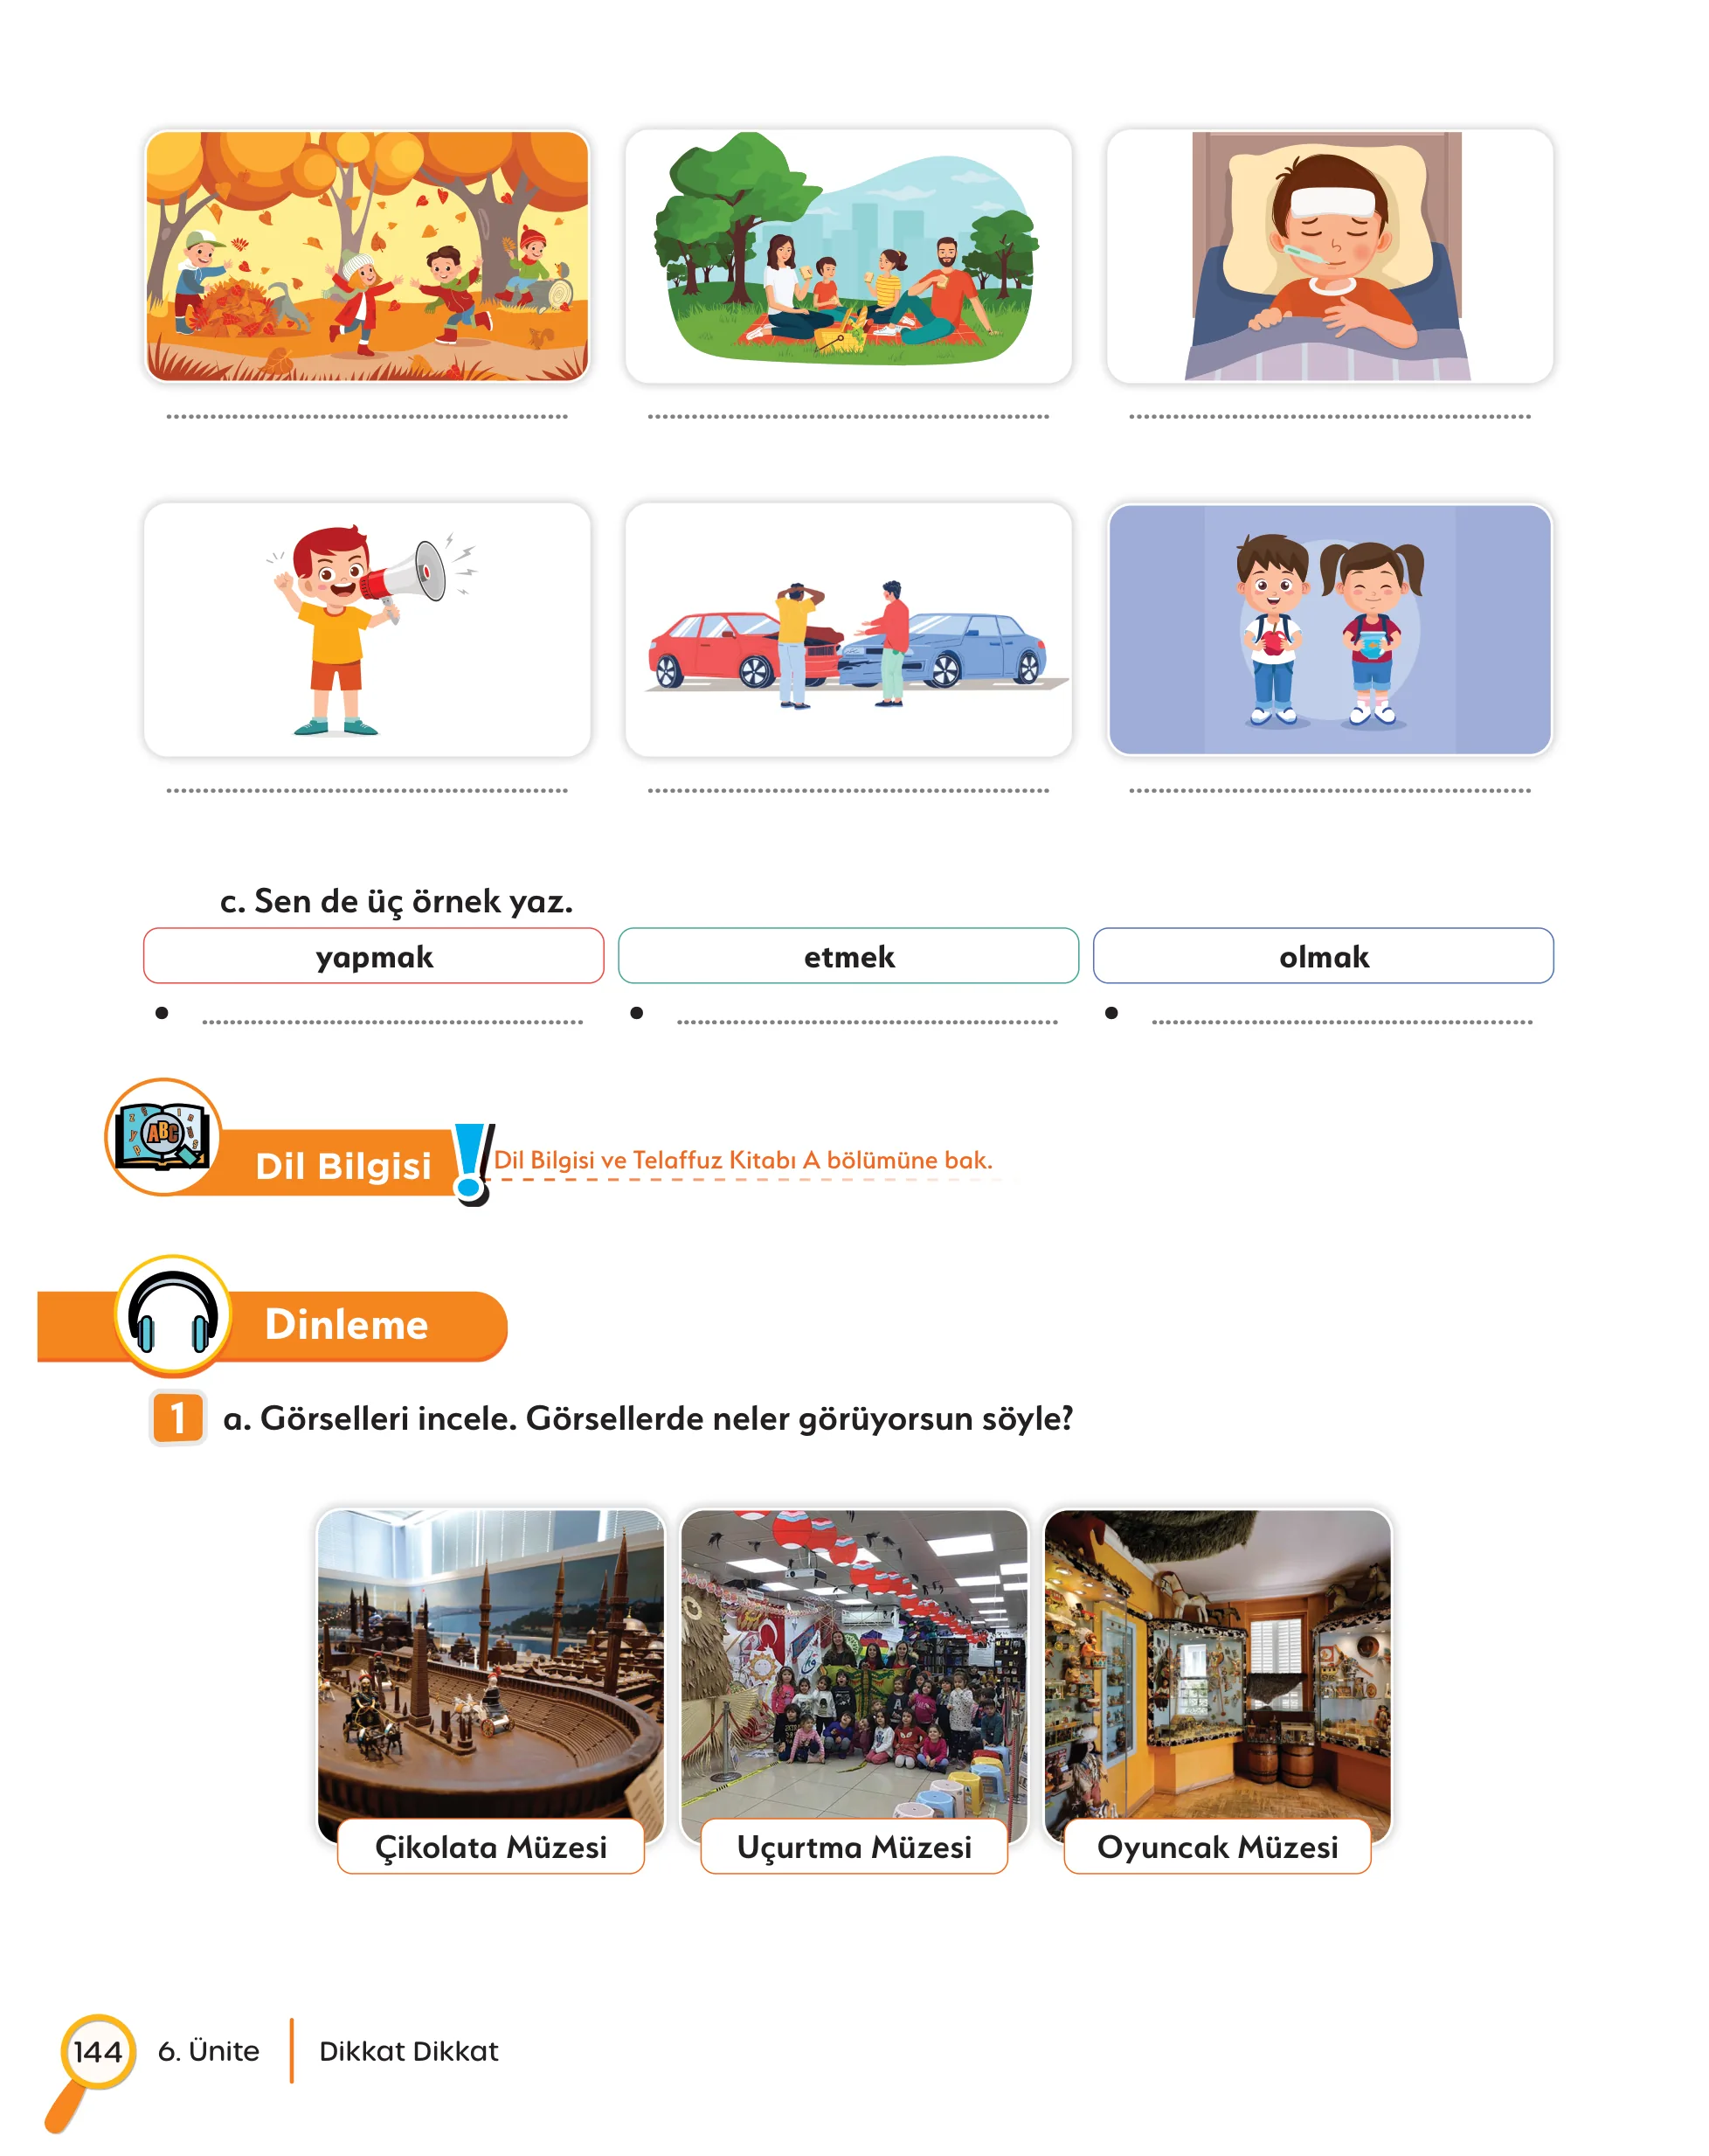 c. Sen de üç örnek yaz.
yapmak
etmek
olmak
Dil Bilgisi
Dil Bilgisi ve Telaffuz Kitabı A bölümüne bak.
Dinleme
1 a. Görselleri incele. Görsellerde neler görüyorsun söyle?
Çikolata Müzesi
Uçurtma Müzesi
Oyuncak Müzesi
144 6. Ünite Dikkat Dikkat